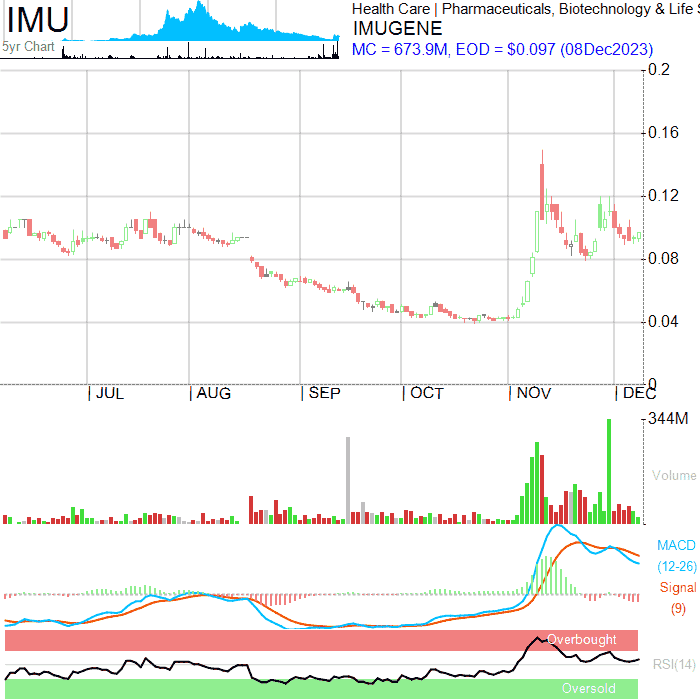 IMU
5yr Chart
Health Care | Pharmaceuticals, Biotechnology & Life
IMUGENE
MC = 673.9M, EOD = $0.097 (08Dec2023)
0.2
0.16
0.12
0.08
0.04
0
JUL
AUG
SEP
OCT
NOV
DEC
344M
Volume
MACD
(12-26)
Signal
(9)
Overbought
RSI(14)
Oversold